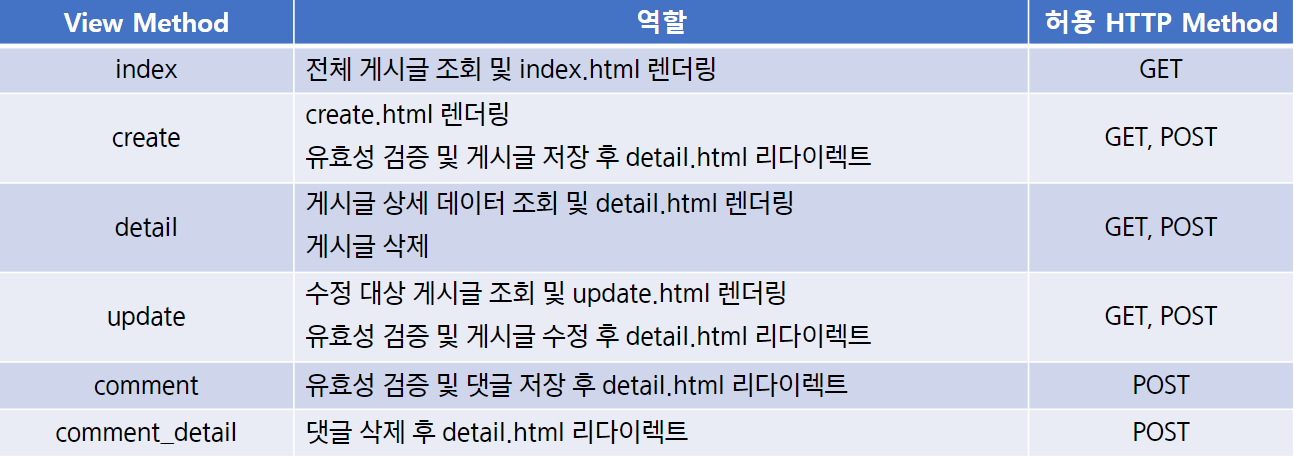 View Method 역할 허용 HTTP Method
index 전체 게시글 조회 및 index.html 렌더링 GET
create create.html 렌더링 GET, POST
유효성 검증 및 게시글 저장 후 detail.html 리다이렉트
detail 게시글 상세 데이터 조회 및 detail.html 렌더링 GET, POST
게시글 삭제
update 수정 대상 게시글 조회 및 update.html 렌더링 GET, POST
유효성 검증 및 게시글 수정 후 detail.html 리다이렉트
comment 유효성 검증 및 댓글 저장 후 detail.html 리다이렉트 POST
comment_detail 댓글 삭제 후 detail.html 리다이렉트 POST